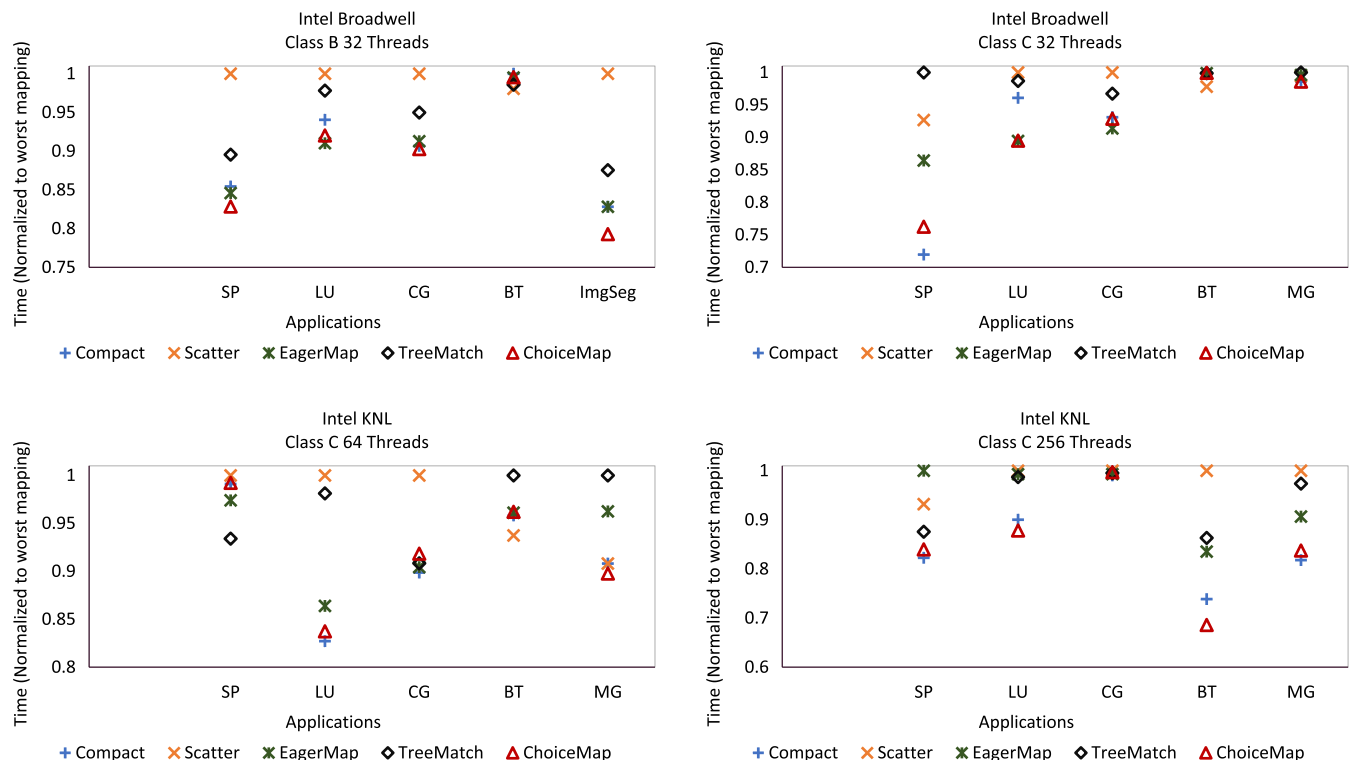 Intel Broadwell
Class B 32 Threads
Time (Normalized to worst mapping)
1
0.95
0.9
0.85
0.8
0.75
SP LU CG BT ImgSeg
Applications
Compact Scatter EagerMap TreeMatch ChoiceMap
Intel Broadwell
Class C 32 Threads
Time (Normalized to worst mapping)
1
0.95
0.9
0.85
0.8
0.75
0.7
SP LU CG BT MG
Applications
Compact Scatter EagerMap TreeMatch ChoiceMap
Intel KNL
Class C 64 Threads
Time (Normalized to worst mapping)
1
0.95
0.9
0.85
0.8
SP LU CG BT MG
Applications
Compact Scatter EagerMap TreeMatch ChoiceMap
Intel KNL
Class C 256 Threads
Time (Normalized to worst mapping)
1
0.9
0.8
0.7
0.6
SP LU CG BT MG
Applications
Compact Scatter EagerMap TreeMatch ChoiceMap